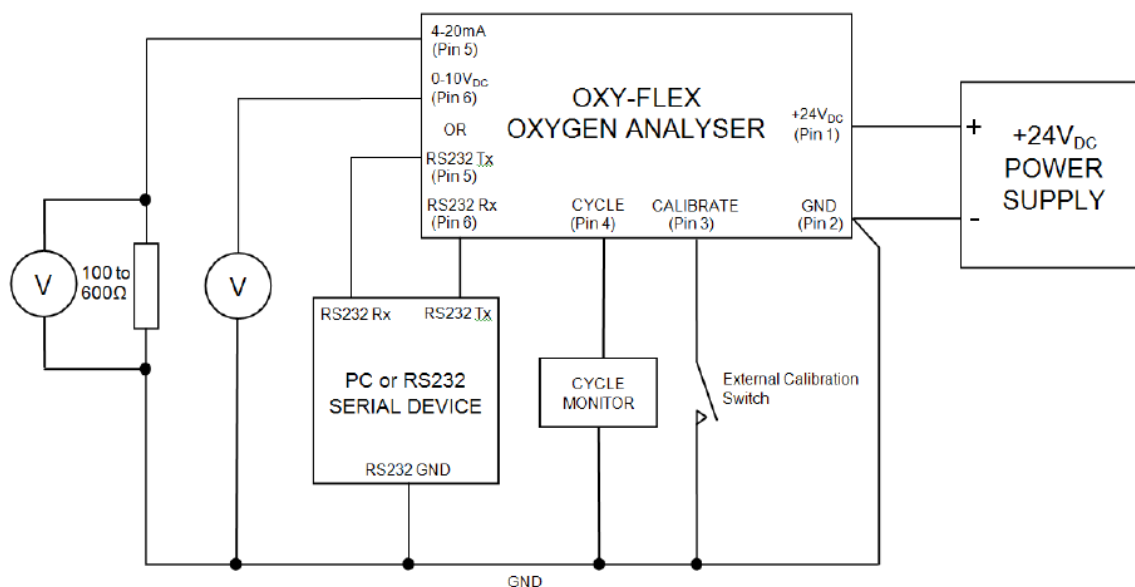 4-20mA
(Pin 5)
0-10VDC
(Pin 6)
OR
RS232 Tx
(Pin 5)
RS232 Rx
(Pin 6)
OXY-FLEX
OXYGEN ANALYSER
CYCLE
(Pin 4)
CALIBRATE
(Pin 3)
+24VDC
(Pin 1)
GND
(Pin 2)
+
-
+24VDC
POWER
SUPPLY
V
100 to
600Ω
V
RS232 Rx
RS232 Tx
PC or RS232
SERIAL DEVICE
RS232 GND
CYCLE
MONITOR
External Calibration
Switch
GND